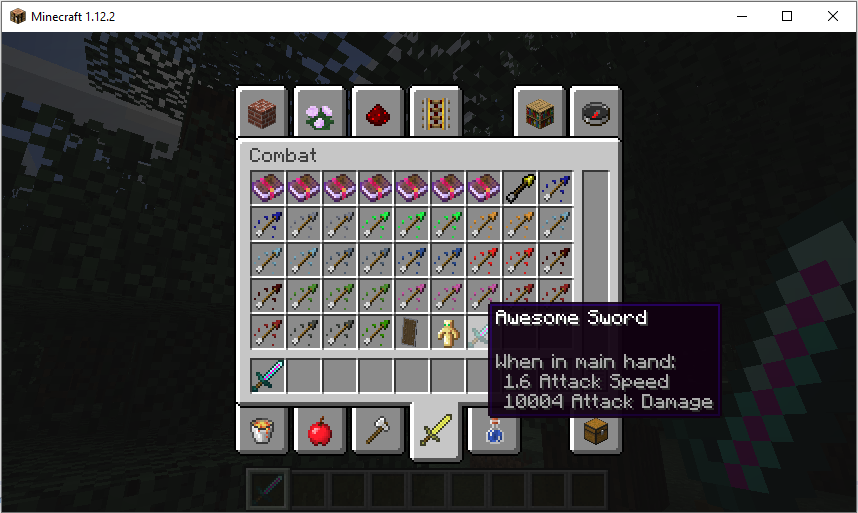 Minecraft 1.12.2
Combat
Awesome Sword
When in main hand:
1.6 Attack Speed
10004 Attack Damage